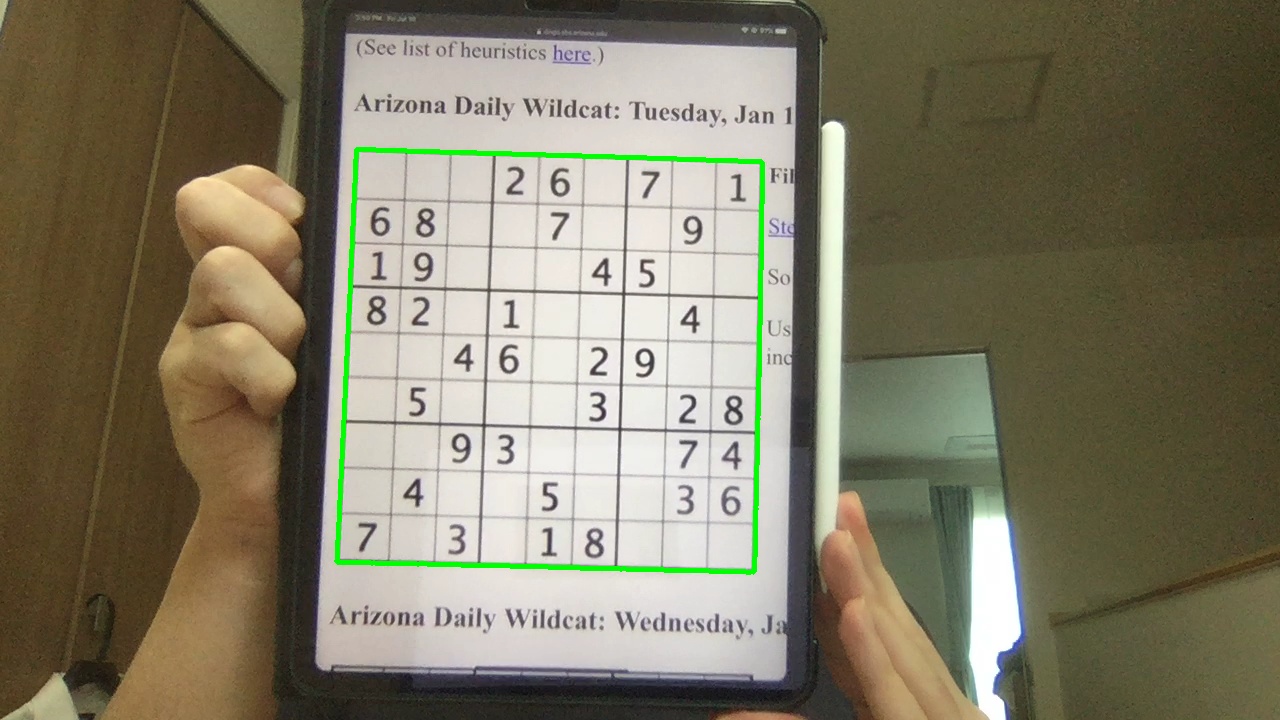 (See list of heuristics here.)
Arizona Daily Wildcat: Tuesday, Jan 1
2 6 7 1
6 8 7 9
1 9 4 5
8 2 1 4
4 6 2 9
5 3 2 8
9 3 7 4
4 5 3 6
7 3 1 8
So
Us
inc
Arizona Daily Wildcat: Wednesday, Ja